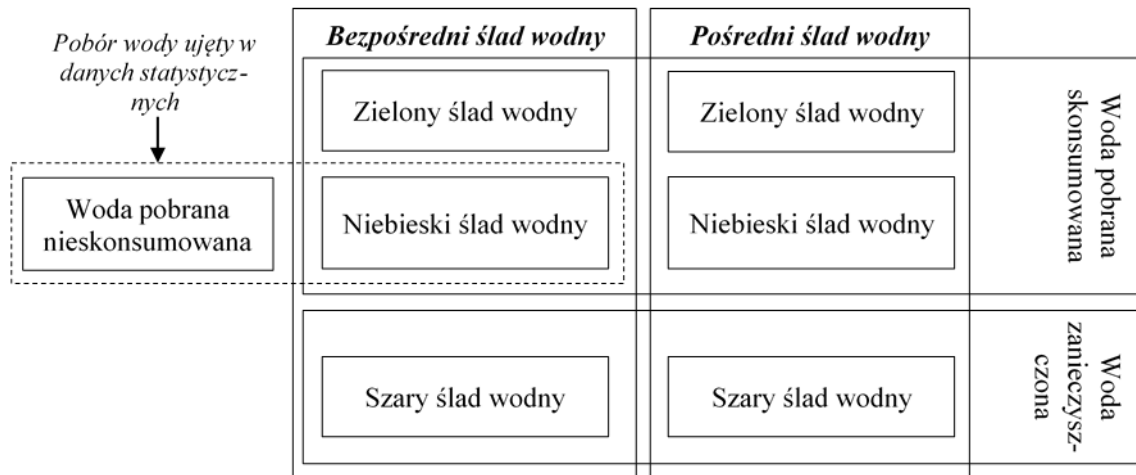 Pobór wody ujęty w
danych statystycz-
nych
Woda pobrana
nieskonsumowana
Bezpośredni ślad wodny
Zielony ślad wodny
Niebieski ślad wodny
Szary ślad wodny
Pośredni ślad wodny
Zielony ślad wodny
Niebieski ślad wodny
Szary ślad wodny
Woda pobrana
skonsumowana
Woda
zanieczysz-
czona